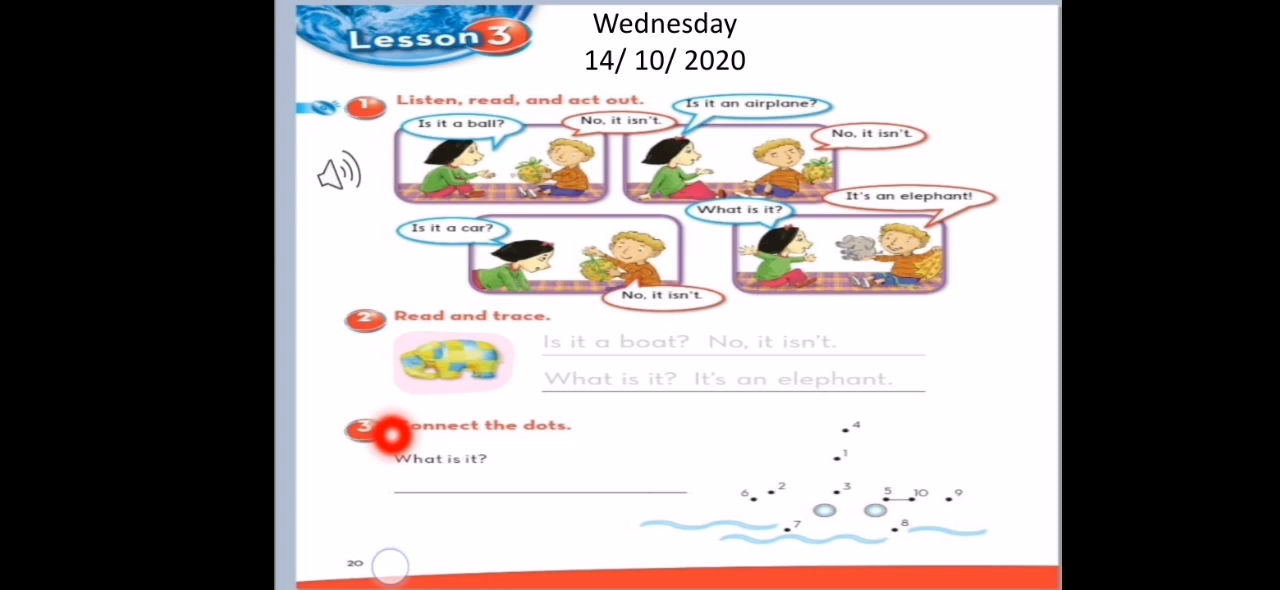 Lesson 3
Wednesday
14/ 10/ 2020
1 Listen, read, and act out.
Is it a ball?
No, it isn't.
Is it an airplane?
No, it isn't.
Is it a car?
No, it isn't.
What is it?
It's an elephant!
2 Read and trace.
Is it a boat? No, it isn't.
What is it? It's an elephant.
3 Connect the dots.
What is it?
4
1
6 2 3 5 10 9
7 8
20